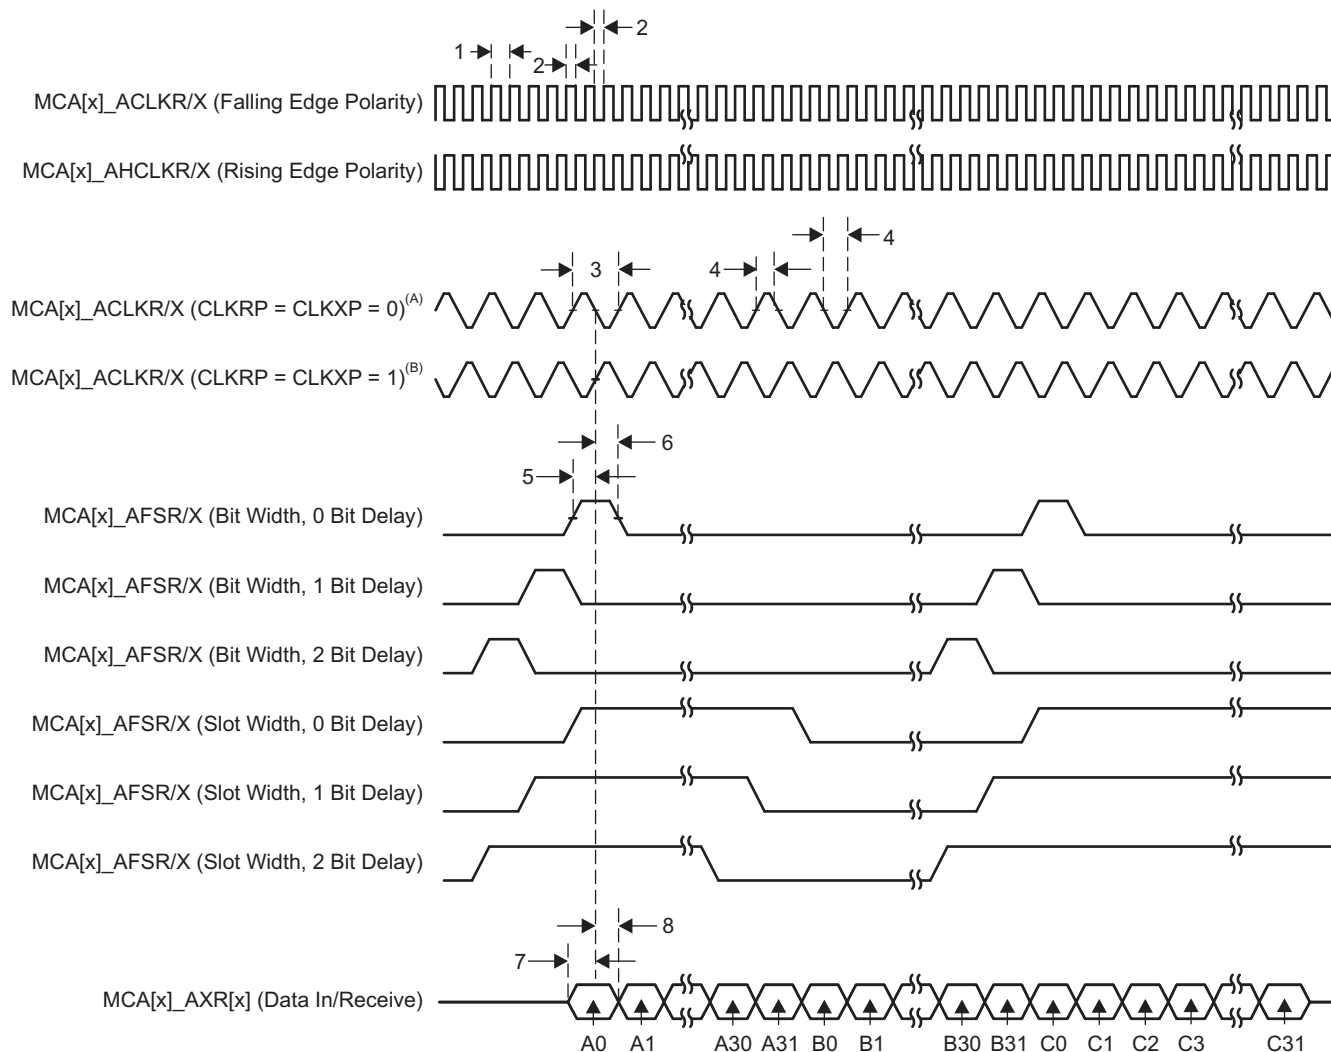 2
1
2
MCA[x]_ACLKR/X (Falling Edge Polarity)
MCA[x]_AHCLKR/X (Rising Edge Polarity)
4
3
4
MCA[x]_ACLKR/X (CLKRP = CLKXP = 0)(A)
MCA[x]_ACLKR/X (CLKRP = CLKXP = 1)(B)
6
5
MCA[x]_AFSR/X (Bit Width, 0 Bit Delay)
MCA[x]_AFSR/X (Bit Width, 1 Bit Delay)
MCA[x]_AFSR/X (Bit Width, 2 Bit Delay)
MCA[x]_AFSR/X (Slot Width, 0 Bit Delay)
MCA[x]_AFSR/X (Slot Width, 1 Bit Delay)
MCA[x]_AFSR/X (Slot Width, 2 Bit Delay)
8
7
MCA[x]_AXR[x] (Data In/Receive)
A0 A1 A30 A31 B0 B1 B30 B31 C0 C1 C2 C3 C31